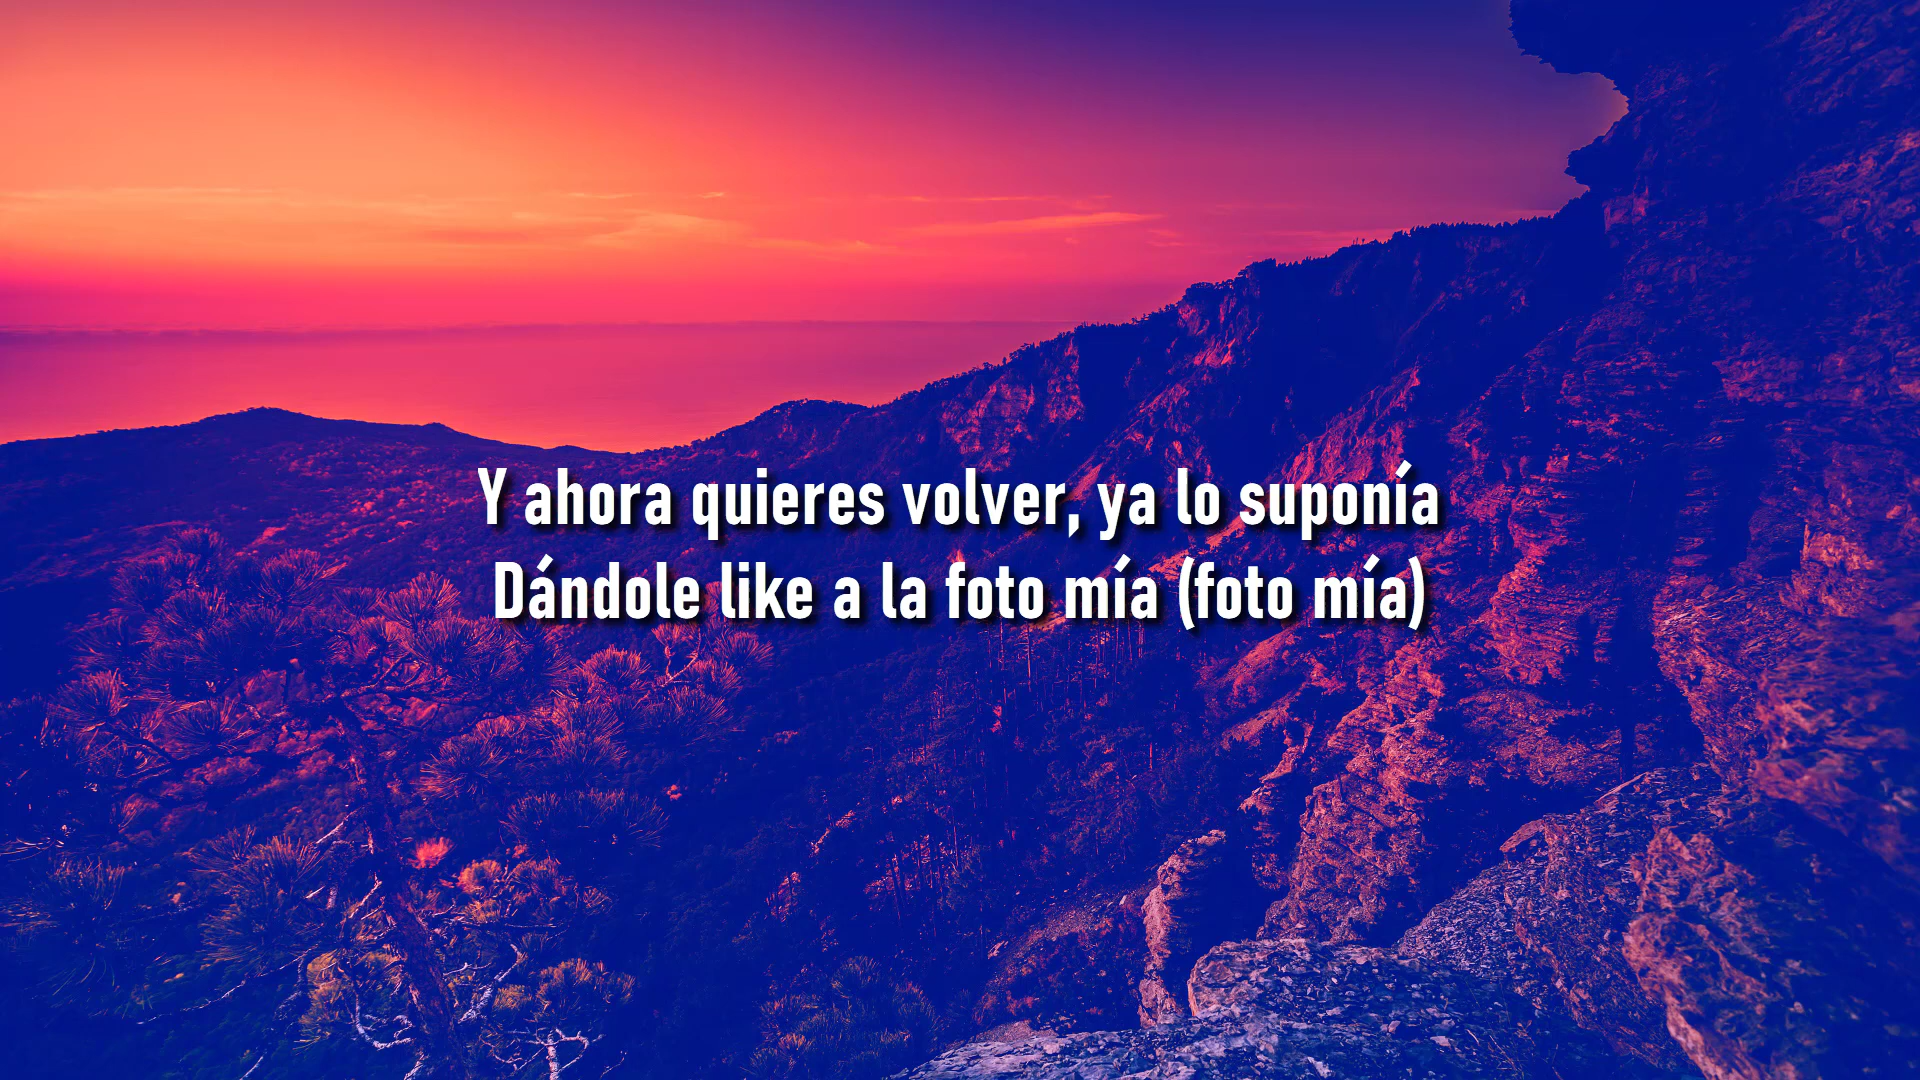 Y ahora quieres volver, ya lo suponía
Dándole like a la foto mía (foto mía)